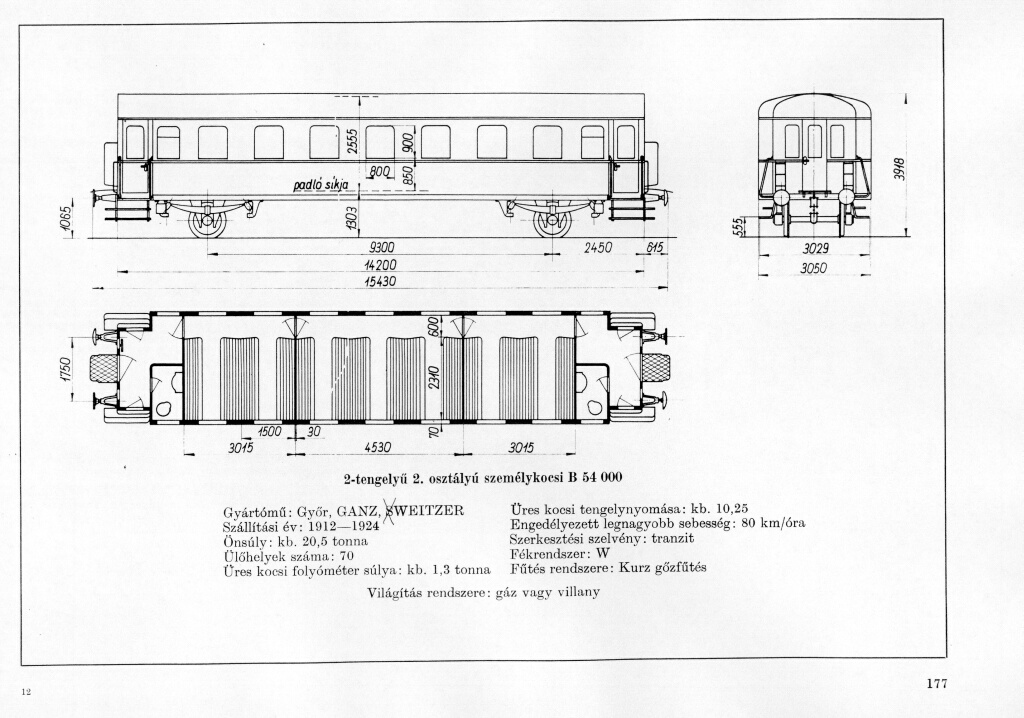 2555
900
800
850
padló síkja
1303
1065
9300
2450
615
14200
15430
3918
555
3029
3050
1750
600
2310
70
1500
30
3015
4530
3015
2-tengelyű 2. osztályú személykocsi B 54 000
Gyártómű: Győr, GANZ, SWEITZER
Szállítási év: 1912—1924
Önsúly: kb. 20,5 tonna
Ülőhelyek száma: 70
Üres kocsi folyóméter súlya: kb. 1,3 tonna
Üres kocsi tengelynyomása: kb. 10,25
Engedélyezett legnagyobb sebesség: 80 km/óra
Szerkesztési szelvény: tranzit
Fékrendszer: W
Fűtés rendszere: Kurz gőzfűtés
Világítás rendszere: gáz vagy villany
12
177